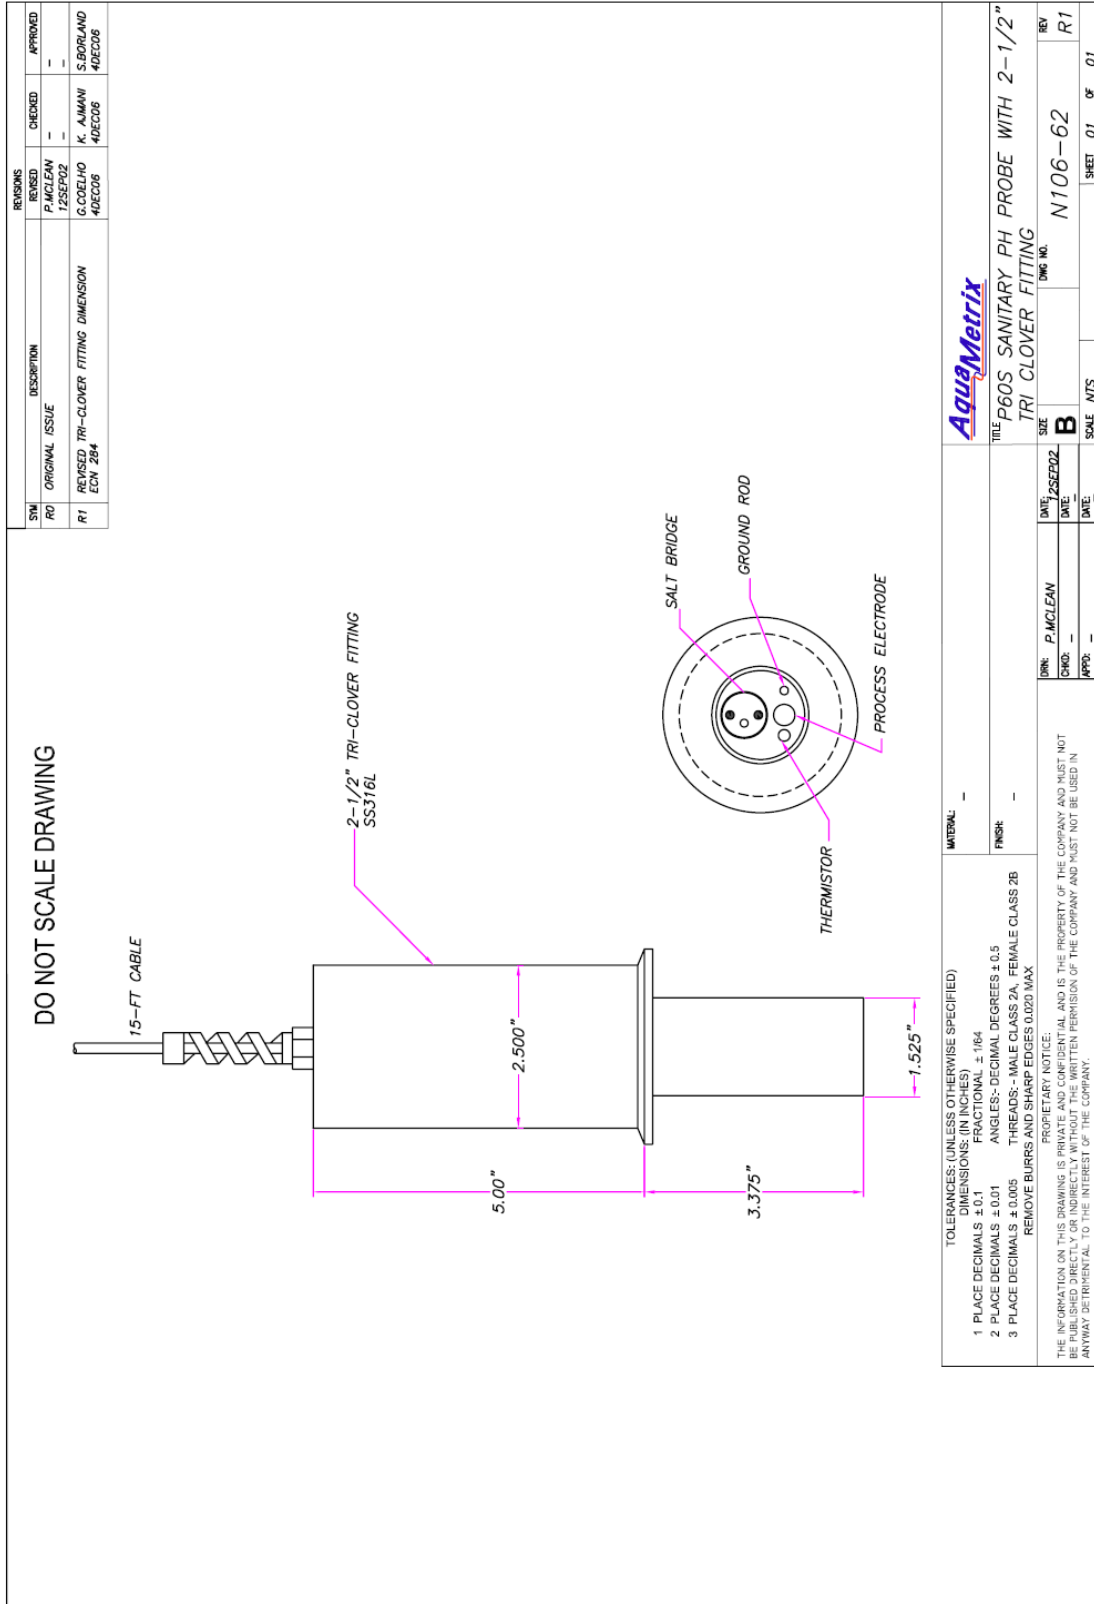 REVISIONS
SYM DESCRIPTION REVISED CHECKED APPROVED
R0 ORIGINAL ISSUE P.MCLEAN 12SEP02 – – – –
R1 REVISED TRI-CLOVER FITTING DIMENSION ECN 284 G.COELHO 4DEC06 K. AJMANI 4DEC06 S.BORLAND 4DEC06
DO NOT SCALE DRAWING
15-FT CABLE
2-1/2" TRI-CLOVER FITTING
SS316L
5.00"
2.500"
3.375"
1.525"
SALT BRIDGE
GROUND ROD
PROCESS ELECTRODE
THERMISTOR
TOLERANCES: (UNLESS OTHERWISE SPECIFIED)
DIMENSIONS: (IN INCHES)
1 PLACE DECIMALS ± 0.1 FRACTIONAL ± 1/64
2 PLACE DECIMALS ± 0.01 ANGLES:- DECIMAL DEGREES ± 0.5
3 PLACE DECIMALS ± 0.005 THREADS: - MALE CLASS 2A, FEMALE CLASS 2B
REMOVE BURRS AND SHARP EDGES 0.020 MAX
PROPIETARY NOTICE:
THE INFORMATION ON THIS DRAWING IS PRIVATE AND CONFIDENTIAL AND IS THE PROPERTY OF THE COMPANY AND MUST NOT
BE PUBLISHED DIRECTLY OR INDIRECTLY WITHOUT THE WRITTEN PERMISION OF THE COMPANY AND MUST NOT BE USED IN
ANYWAY DETRIMENTAL TO THE INTEREST OF THE COMPANY.
MATERIAL: –
FINISH: –
DRN: P.MCLEAN DATE: 12SEP02
CHKD: – DATE: –
APPD: – DATE: –
AquaMetrix
TITLE P60S SANITARY PH PROBE WITH 2-1/2"
TRI CLOVER FITTING
SIZE B
DWG NO. N106-62
REV R1
SCALE NTS
SHEET 01 OF 01